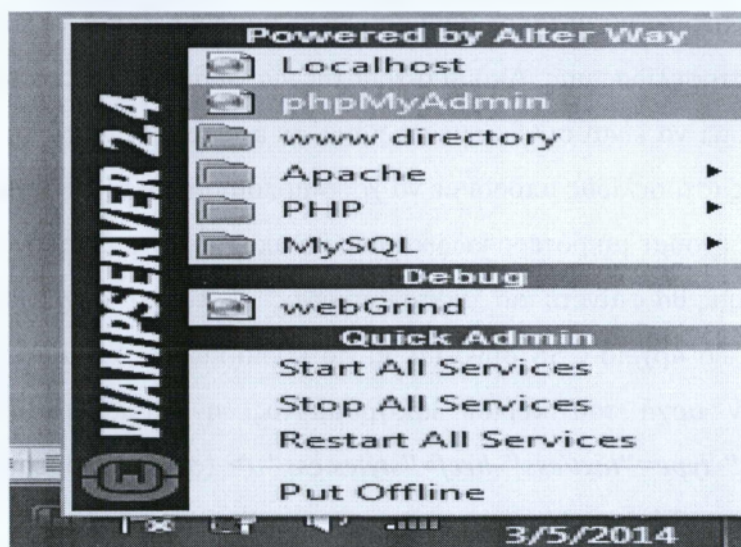 Powered by Alter Way
Localhost
phpMyAdmin
www directory
Apache
PHP
MySQL
Debug
webGrind
Quick Admin
Start All Services
Stop All Services
Restart All Services
Put Offline
WAMPSERVER 2,4
3/5/2014